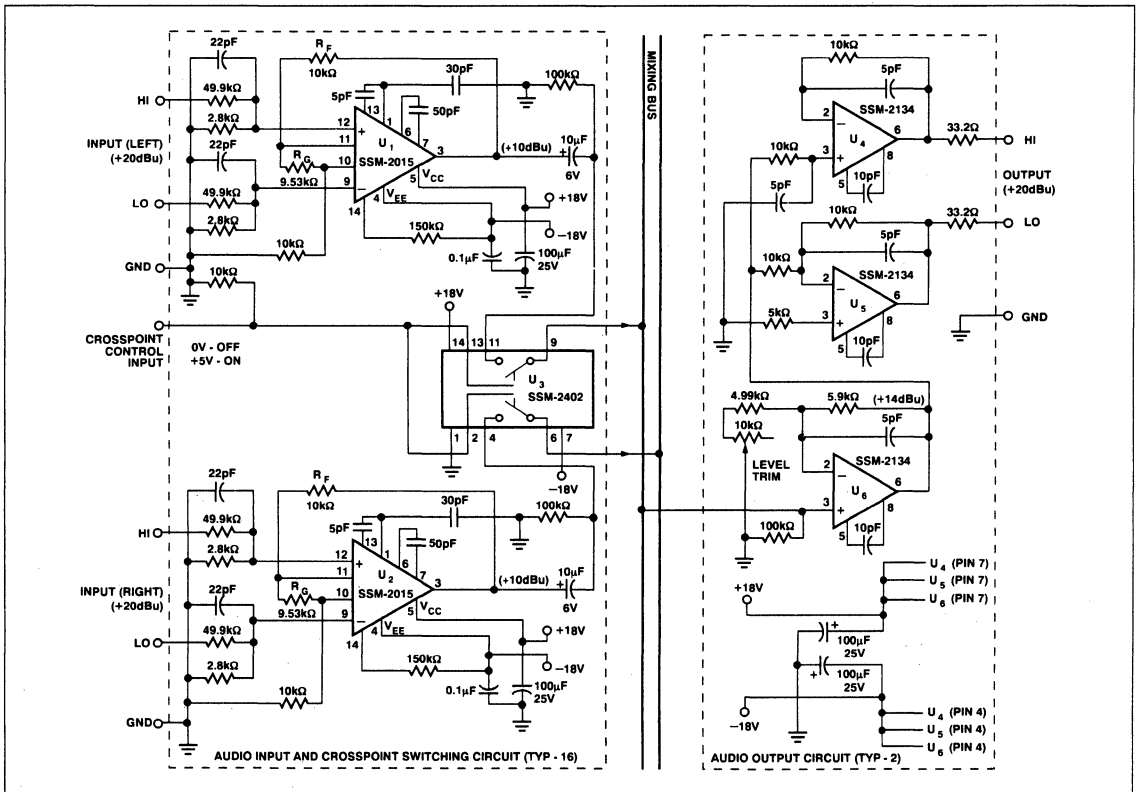 22pF
R_F
10kΩ
30pF
100kΩ
5pF
13
1
50pF
HI
49.9kΩ
2.8kΩ
INPUT (LEFT)
(+20dBu)
22pF
12
11
R_G
10
9.53kΩ
9
+
−
U₁
SSM-2015
6
7
3
(+10dBu)
10µF
+
6V
V_CC
5
V_EE
4
14
LO
49.9kΩ
2.8kΩ
10kΩ
150kΩ
+18V
−18V
0.1µF
100µF
25V
GND
10kΩ
CROSSPOINT
CONTROL
INPUT
0V - OFF
+5V - ON
+18V
14
13
11
9
U₃
SSM-2402
1
2
4
6
7
−18V
22pF
R_F
10kΩ
30pF
100kΩ
5pF
13
1
50pF
HI
49.9kΩ
2.8kΩ
INPUT (RIGHT)
(+20dBu)
22pF
12
11
R_G
10
9.53kΩ
9
+
−
U₂
SSM-2015
6
7
3
(+10dBu)
10µF
+
6V
V_CC
5
V_EE
4
14
LO
49.9kΩ
2.8kΩ
10kΩ
150kΩ
+18V
−18V
0.1µF
100µF
25V
GND
AUDIO INPUT AND CROSSPOINT SWITCHING CIRCUIT (TYP - 16)
MIXING BUS
10kΩ
5pF
SSM-2134
2
−
U₄
6
33.2Ω
HI
10kΩ
3
+
8
5
10pF
5pF
OUTPUT
(+20dBu)
10kΩ
33.2Ω
LO
5pF
10kΩ
SSM-2134
2
−
U₅
6
5kΩ
3
+
8
5
10pF
GND
4.99kΩ
5.9kΩ
(+14dBu)
10kΩ
5pF
LEVEL
TRIM
SSM-2134
2
−
U₆
6
3
+
8
100kΩ
5
10pF
+18V
U₄ (PIN 7)
U₅ (PIN 7)
U₆ (PIN 7)
+
100µF
25V
+
100µF
25V
−18V
U₄ (PIN 4)
U₅ (PIN 4)
U₆ (PIN 4)
AUDIO OUTPUT CIRCUIT (TYP - 2)